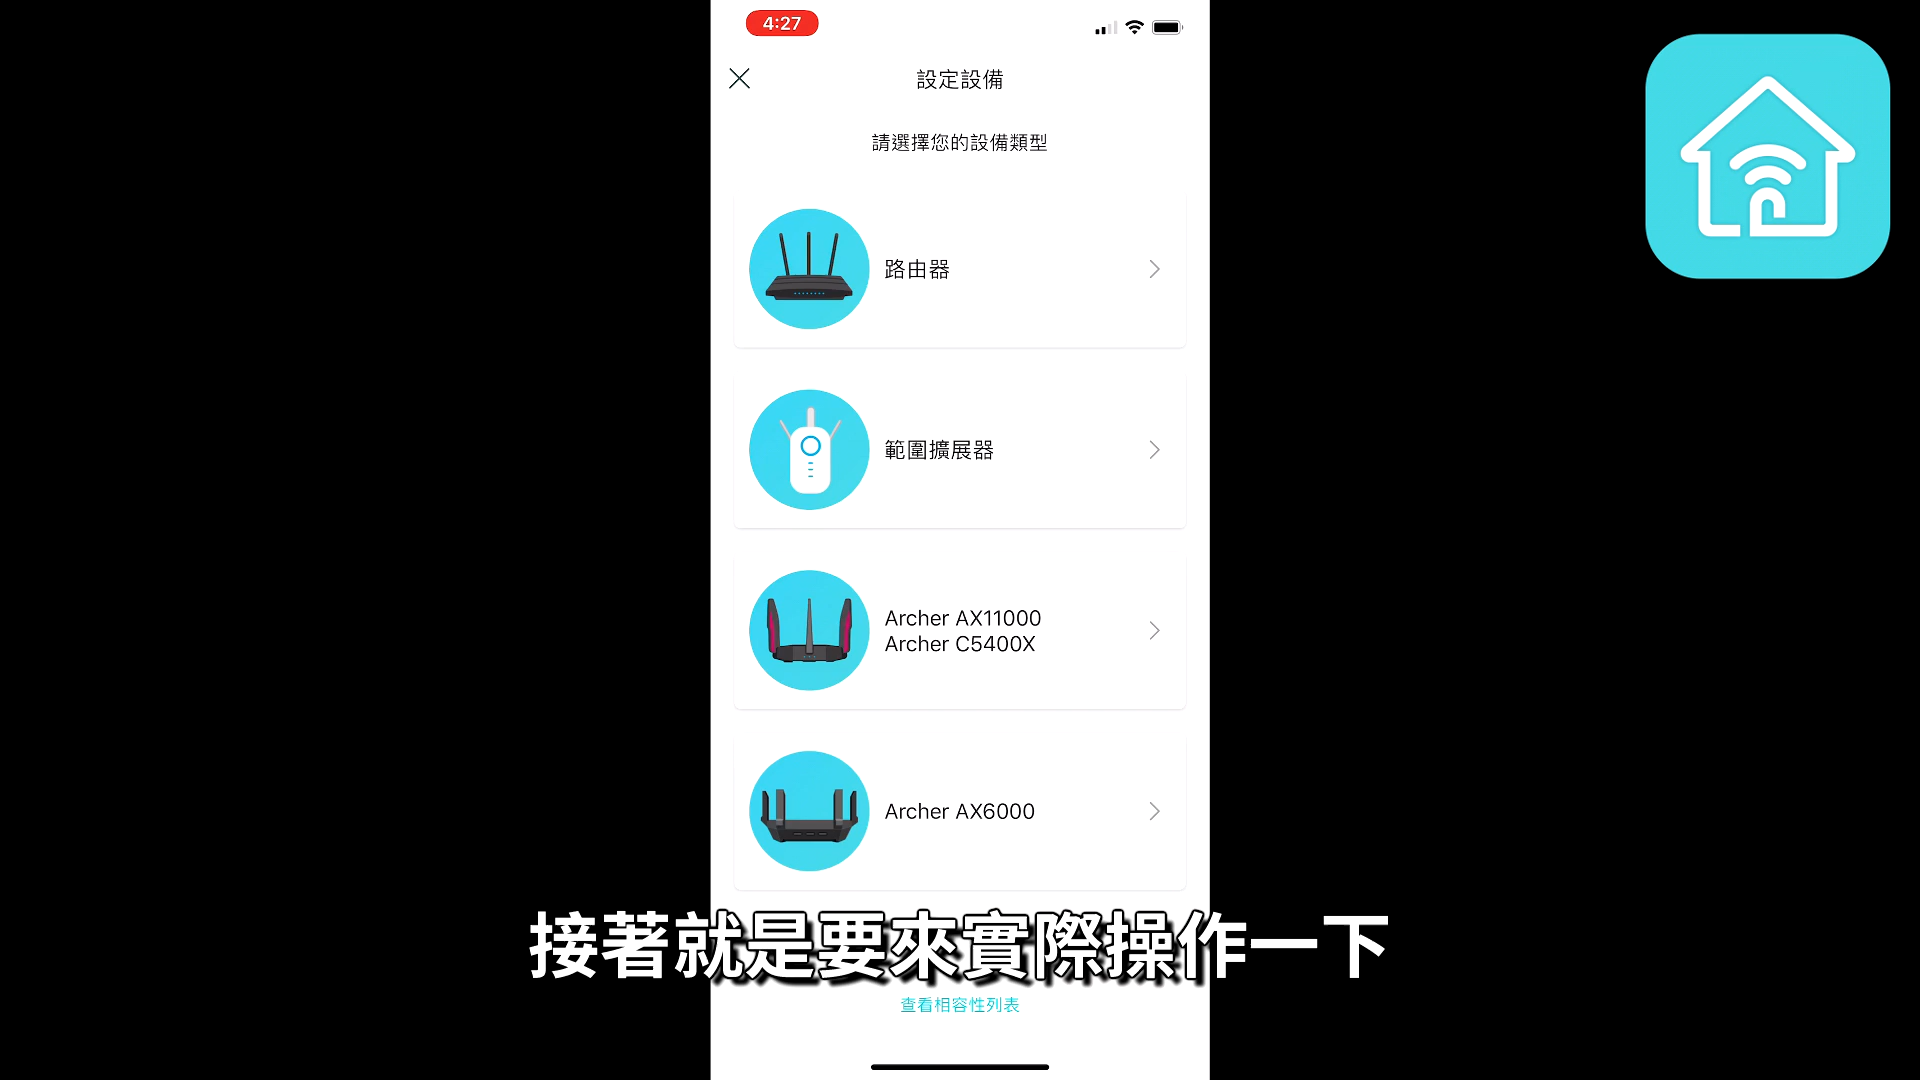 4:27
設定設備
請選擇您的設備類型
路由器
範圍擴展器
Archer AX11000
Archer C5400X
Archer AX6000
接著就是要來實際操作一下
查看相容性列表